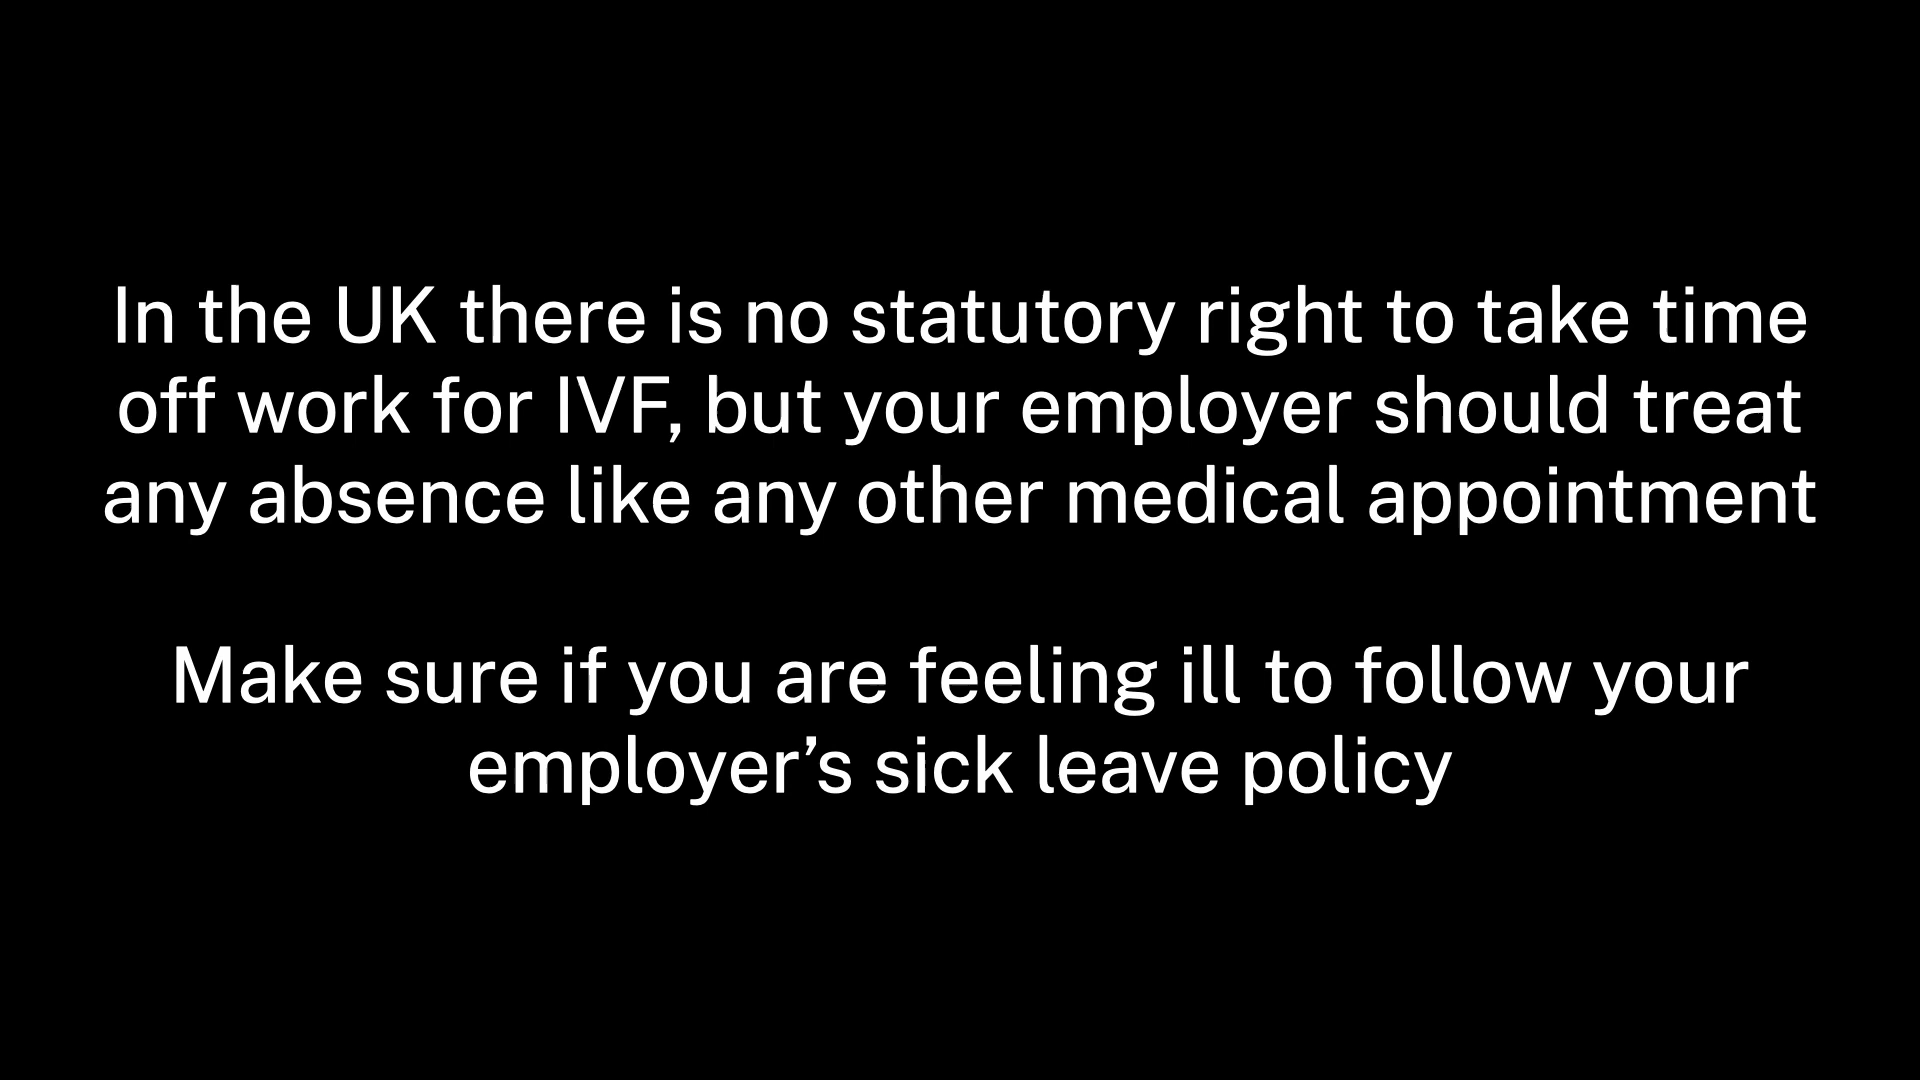 In the UK there is no statutory right to take time
off work for IVF, but your employer should treat
any absence like any other medical appointment
Make sure if you are feeling ill to follow your
employer’s sick leave policy